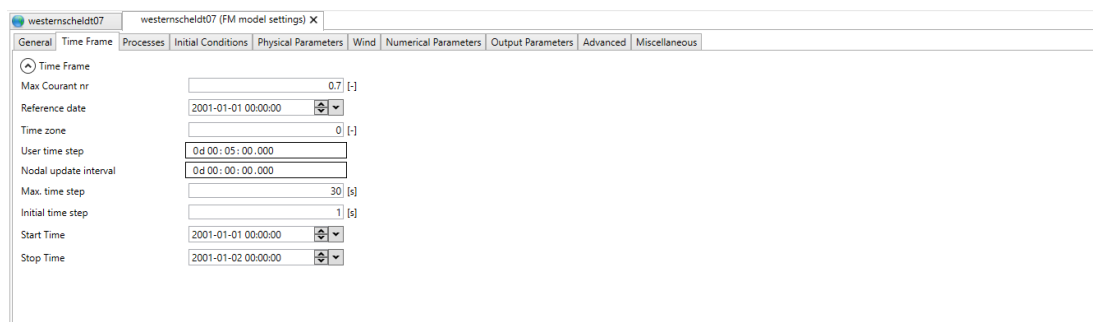 westernscheldt07 westernscheldt07 (FM model settings) X
General Time Frame Processes Initial Conditions Physical Parameters Wind Numerical Parameters Output Parameters Advanced Miscellaneous
Time Frame
Max Courant nr 0.7 [-]
Reference date 2001-01-01 00:00:00
Time zone 0 [-]
User time step 0d 00:05:00.000
Nodal update interval 0d 00:00:00.000
Max. time step 30 [s]
Initial time step 1 [s]
Start Time 2001-01-01 00:00:00
Stop Time 2001-01-02 00:00:00